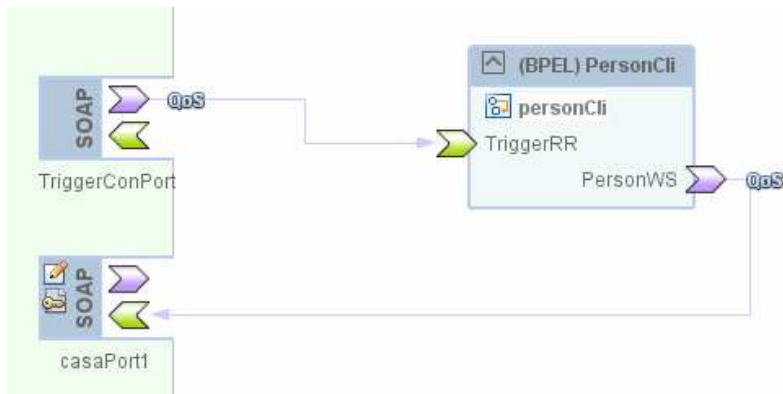 SOAP
QoS
TriggerConPort
(BPEL) PersonCli
personCli
TriggerRR
PersonWS
QoS
SOAP
casaPort1